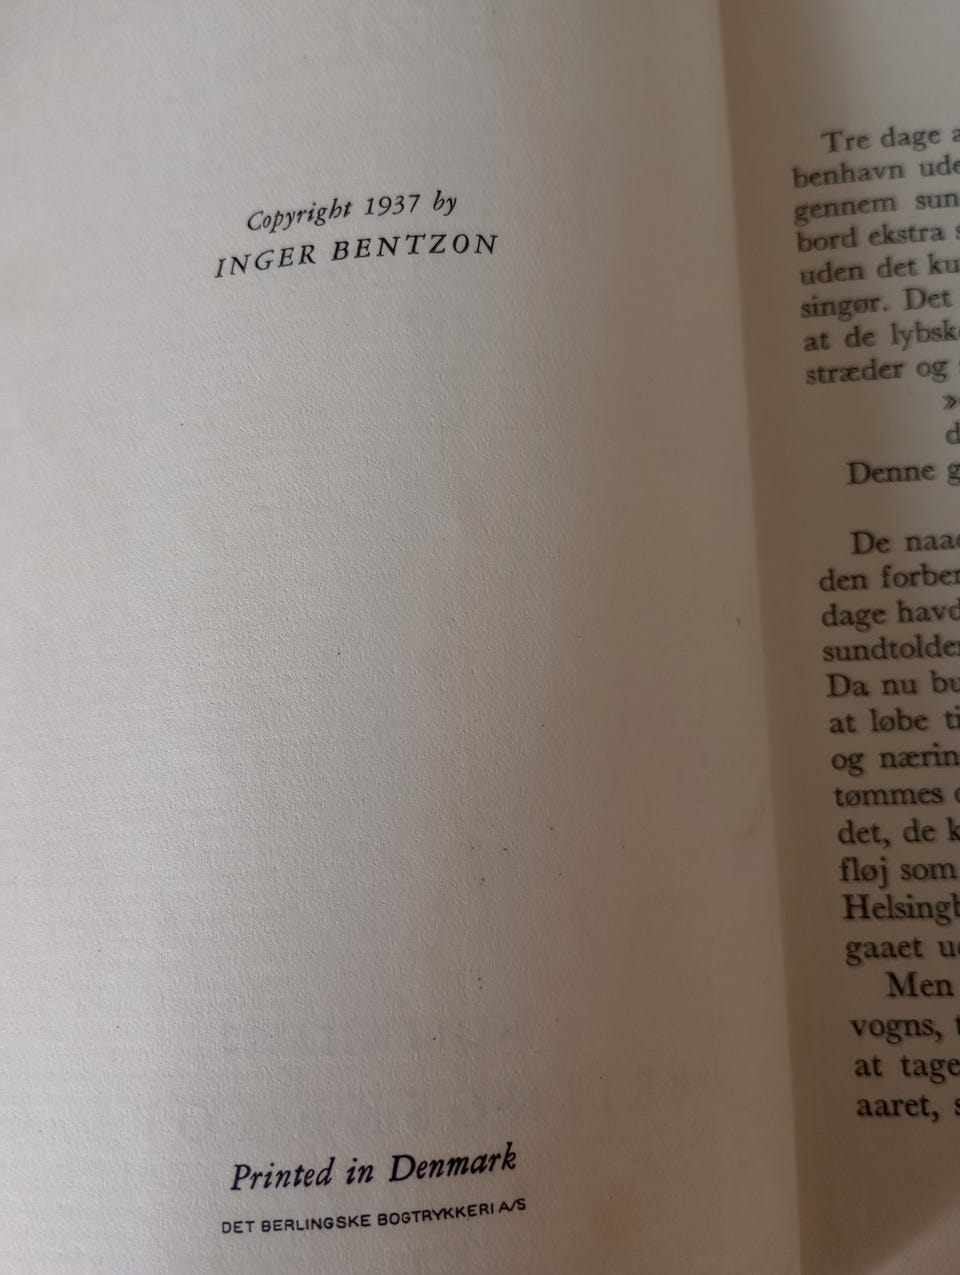 Copyright 1937 by
INGER BENTZON
Printed in Denmark
DET BERLINGSKE BOGTRYKKERI A/S
Tre dage
benhavn
gennem
bord ekstra
uden det
singør. Det
at de
stræder og
»
Denne
De
den
dage
Da nu
at løbe
og
tømmes
det, de
fløj som
gaaet
Men
vogns,
at tage
aaret,